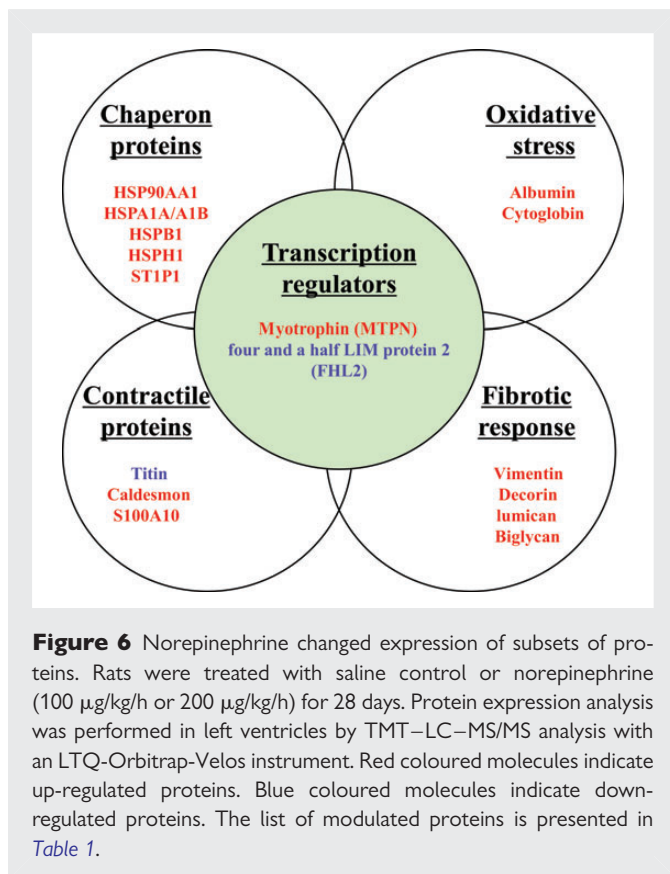 Chaperon
proteins
HSP90AA1
HSPA1A/A1B
HSPB1
HSPH1
ST1P1
Oxidative
stress
Albumin
Cytoglobin
Transcription
regulators
Myotrophin (MTPN)
four and a half LIM protein 2
(FHL2)
Contractile
proteins
Titin
Caldesmon
S100A10
Fibrotic
response
Vimentin
Decorin
lumican
Biglycan
Figure 6 Norepinephrine changed expression of subsets of pro-
teins. Rats were treated with saline control or norepinephrine
(100 μg/kg/h or 200 μg/kg/h) for 28 days. Protein expression analysis
was performed in left ventricles by TMT–LC–MS/MS analysis with
an LTQ-Orbitrap-Velos instrument. Red coloured molecules indicate
up-regulated proteins. Blue coloured molecules indicate down-
regulated proteins. The list of modulated proteins is presented in
Table 1.